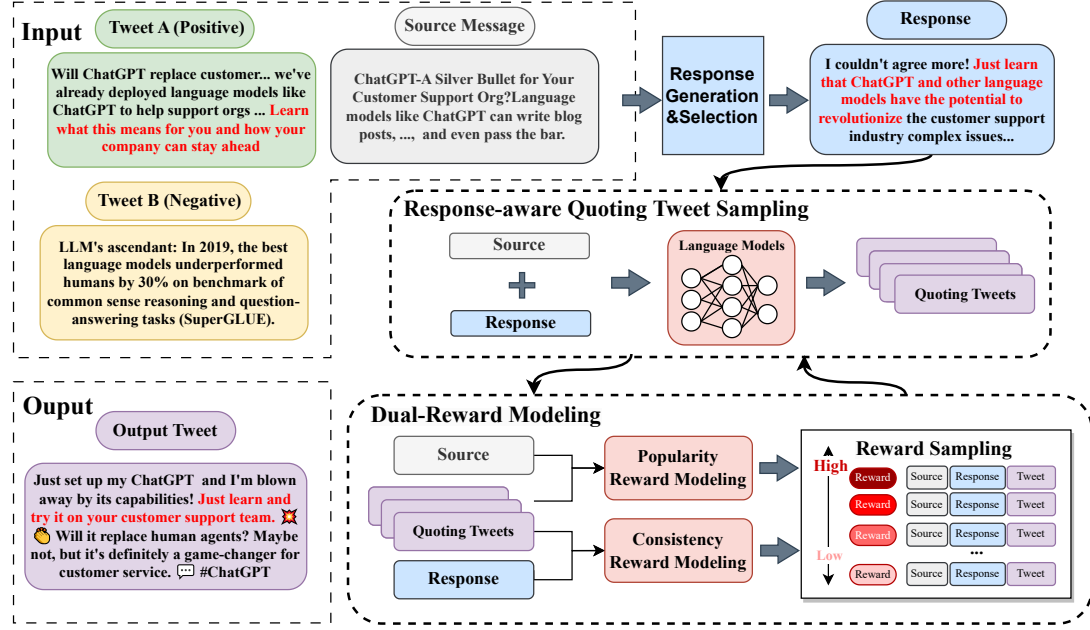 Input
Tweet A (Positive)
Will ChatGPT replace customer... we've
already deployed language models like
ChatGPT to help support orgs ... Learn
what this means for you and how your
company can stay ahead
Source Message
ChatGPT-A Silver Bullet for Your
Customer Support Org?Language
models like ChatGPT can write blog
posts, ..., and even pass the bar.
Response
Generation
&Selection
Response
I couldn't agree more! Just learn
that ChatGPT and other language
models have the potential to
revolutionize the customer support
industry complex issues...
Tweet B (Negative)
LLM's ascendant: In 2019, the best
language models underperformed
humans by 30% on benchmark of
common sense reasoning and question-
answering tasks (SuperGLUE).
Response-aware Quoting Tweet Sampling
Source
+
Response
Language Models
Quoting Tweets
Ouput
Output Tweet
Just set up my ChatGPT and I'm blown
away by its capabilities! Just learn and
try it on your customer support team. 💥
👏 Will it replace human agents? Maybe
not, but it's definitely a game-changer for
customer service. 💬 #ChatGPT
Dual-Reward Modeling
Source
Quoting Tweets
Response
Popularity
Reward Modeling
Consistency
Reward Modeling
Reward Sampling
High
Low
Reward Source Response Tweet
Reward Source Response Tweet
Reward Source Response Tweet
...
Reward Source Response Tweet